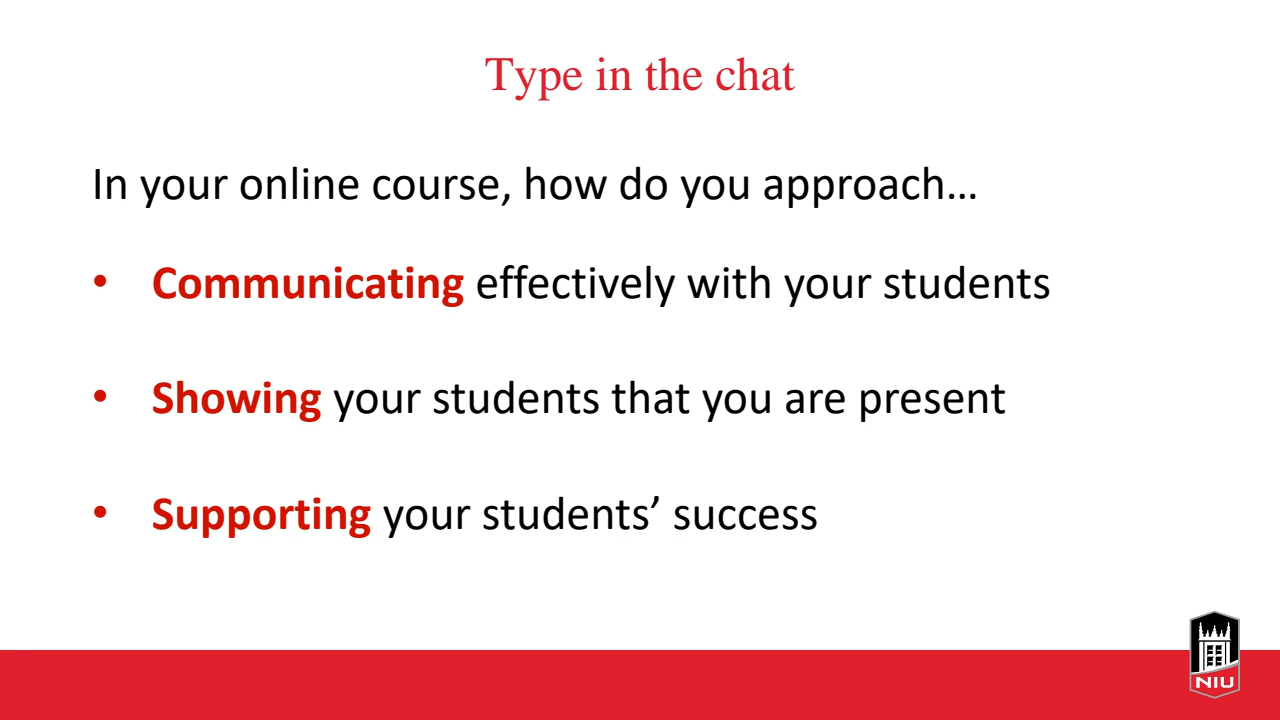 Type in the chat
In your online course, how do you approach…
• Communicating effectively with your students
• Showing your students that you are present
• Supporting your students’ success
NIU